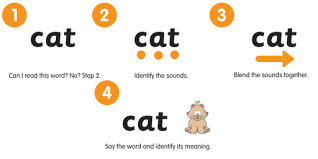 1
cat
Can I read this word? No? Step 2.
2
cat
Identify the sounds.
3
cat
Blend the sounds together.
4
cat
Say the word and identify its meaning.